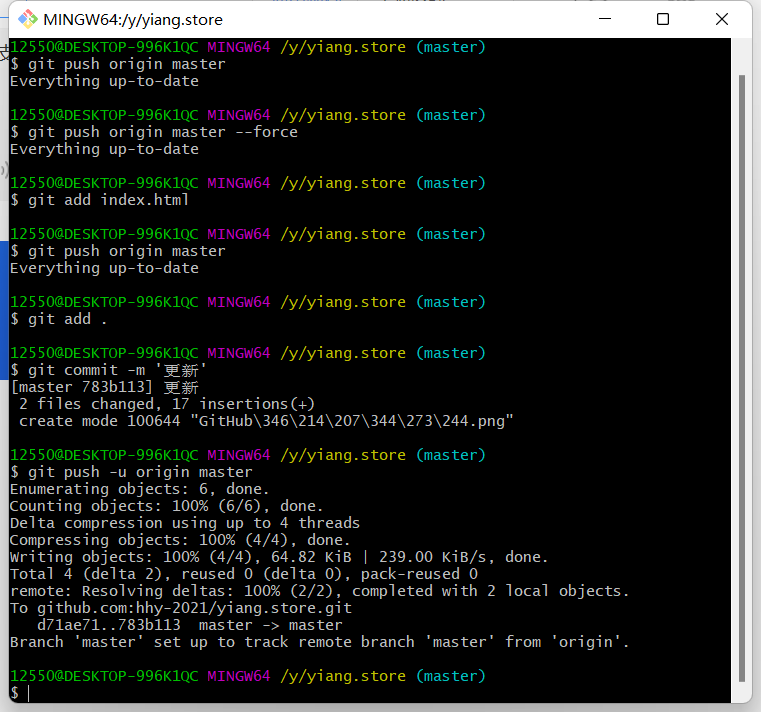 MINGW64:/y/yiang.store
12550@DESKTOP-996K1QC MINGW64 /y/yiang.store (master)
$ git push origin master
Everything up-to-date
12550@DESKTOP-996K1QC MINGW64 /y/yiang.store (master)
$ git push origin master --force
Everything up-to-date
12550@DESKTOP-996K1QC MINGW64 /y/yiang.store (master)
$ git add index.html
12550@DESKTOP-996K1QC MINGW64 /y/yiang.store (master)
$ git push origin master
Everything up-to-date
12550@DESKTOP-996K1QC MINGW64 /y/yiang.store (master)
$ git add .
12550@DESKTOP-996K1QC MINGW64 /y/yiang.store (master)
$ git commit -m '更新'
[master 783b113] 更新
 2 files changed, 17 insertions(+)
 create mode 100644 "GitHub\346\214\207\344\273\244.png"
12550@DESKTOP-996K1QC MINGW64 /y/yiang.store (master)
$ git push -u origin master
Enumerating objects: 6, done.
Counting objects: 100% (6/6), done.
Delta compression using up to 4 threads
Compressing objects: 100% (4/4), done.
Writing objects: 100% (4/4), 64.82 KiB | 239.00 KiB/s, done.
Total 4 (delta 2), reused 0 (delta 0), pack-reused 0
remote: Resolving deltas: 100% (2/2), completed with 2 local objects.
To github.com:hhy-2021/yiang.store.git
   d71ae71..783b113  master -> master
Branch 'master' set up to track remote branch 'master' from 'origin'.
12550@DESKTOP-996K1QC MINGW64 /y/yiang.store (master)
$